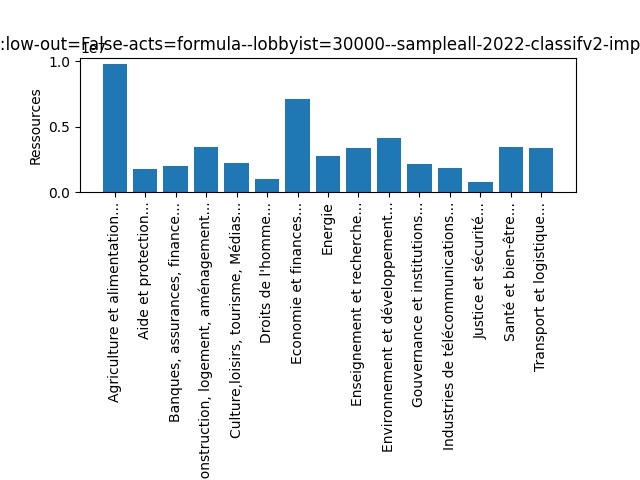 :low-out=False-acts=formula--lobbyist=30000--sampleall-2022-classifv2-imp
1e7
1.0
0.5
0.0
Ressources
Agriculture et alimentation...
Aide et protection...
Banques, assurances, finance...
onstruction, logement, aménagement...
Culture,loisirs, tourisme, Médias...
Droits de l'homme...
Economie et finances...
Energie
Enseignement et recherche...
Environnement et développement...
Gouvernance et institutions...
Industries de télécommunications...
Justice et sécurité...
Santé et bien-être...
Transport et logistique...